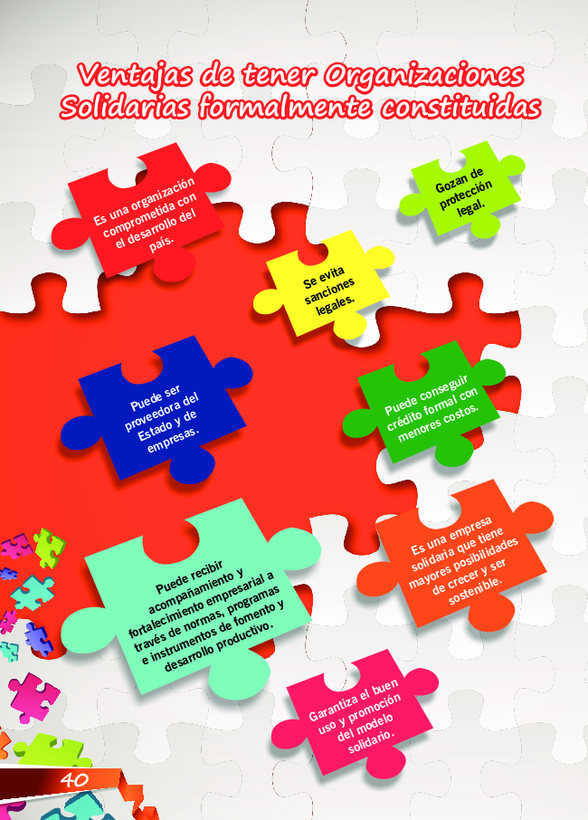 Ventajas de tener Organizaciones
Solidarias formalmente constituidas
Es una organización
comprometida con
el desarrollo del
país.
Gozan de
protección
legal.
Se evita
sanciones
legales.
Puede ser
proveedora del
Estado y de
empresas.
Puede conseguir
crédito formal con
menores costos.
Puede recibir
acompañamiento y
fortalecimiento empresarial a
través de normas, programas
e instrumentos de fomento y
desarrollo productivo.
Es una empresa
solidaria que tiene
mayores posibilidades
de crecer y ser
sostenible.
Garantiza el buen
uso y promoción
del modelo
solidario.
40